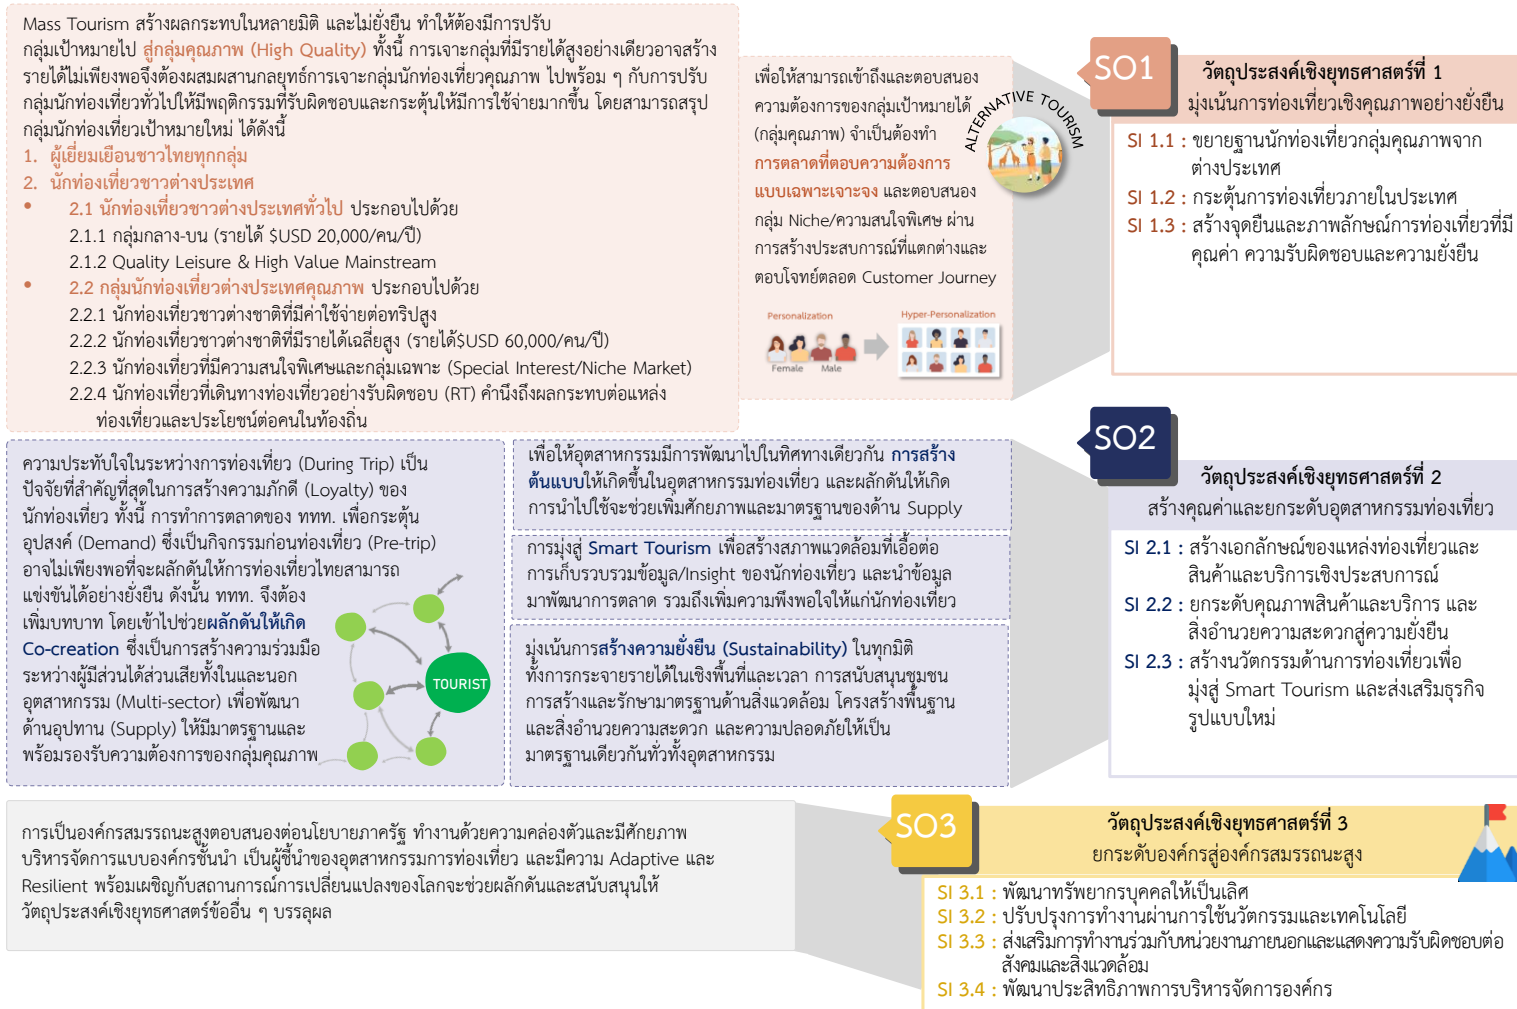 Mass Tourism สร้างผลกระทบในหลายมิติ และไม่ยั่งยืน ทำให้ต้องมีการปรับ
กลุ่มเป้าหมายไป สู่กลุ่มคุณภาพ (High Quality) ทั้งนี้ การเจาะกลุ่มที่มีรายได้สูงอย่างเดียวอาจสร้าง
รายได้ไม่เพียงพอจึงต้องผสมผสานกลยุทธ์การเจาะกลุ่มนักท่องเที่ยวคุณภาพ ไปพร้อม ๆ กับการปรับ
กลุ่มนักท่องเที่ยวทั่วไปให้มีพฤติกรรมที่รับผิดชอบและกระตุ้นให้มีการใช้จ่ายมากขึ้น โดยสามารถสรุป
กลุ่มนักท่องเที่ยวเป้าหมายใหม่ ได้ดังนี้
1. ผู้เยี่ยมเยือนชาวไทยทุกกลุ่ม
2. นักท่องเที่ยวชาวต่างประเทศ
• 2.1 นักท่องเที่ยวชาวต่างประเทศทั่วไป ประกอบไปด้วย
2.1.1 กลุ่มกลาง-บน (รายได้ $USD 20,000/คน/ปี)
2.1.2 Quality Leisure & High Value Mainstream
• 2.2 กลุ่มนักท่องเที่ยวต่างประเทศคุณภาพ ประกอบไปด้วย
2.2.1 นักท่องเที่ยวชาวต่างชาติที่มีค่าใช้จ่ายต่อทริปสูง
2.2.2 นักท่องเที่ยวชาวต่างชาติที่มีรายได้เฉลี่ยสูง (รายได้$USD 60,000/คน/ปี)
2.2.3 นักท่องเที่ยวที่มีความสนใจพิเศษและกลุ่มเฉพาะ (Special Interest/Niche Market)
2.2.4 นักท่องเที่ยวที่เดินทางท่องเที่ยวอย่างรับผิดชอบ (RT) คำนึงถึงผลกระทบต่อแหล่ง
ท่องเที่ยวและประโยชน์ต่อคนในท้องถิ่น
เพื่อให้สามารถเข้าถึงและตอบสนอง
ความต้องการของกลุ่มเป้าหมายได้
(กลุ่มคุณภาพ) จำเป็นต้องทำ
การตลาดที่ตอบความต้องการ
แบบเฉพาะเจาะจง และตอบสนอง
กลุ่ม Niche/ความสนใจพิเศษ ผ่าน
การสร้างประสบการณ์ที่แตกต่างและ
ตอบโจทย์ตลอด Customer Journey
ALTERNATIVE TOURISM
Personalization
Hyper-Personalization
Female Male
SO1
วัตถุประสงค์เชิงยุทธศาสตร์ที่ 1
มุ่งเน้นการท่องเที่ยวเชิงคุณภาพอย่างยั่งยืน
SI 1.1 : ขยายฐานนักท่องเที่ยวกลุ่มคุณภาพจาก
ต่างประเทศ
SI 1.2 : กระตุ้นการท่องเที่ยวภายในประเทศ
SI 1.3 : สร้างจุดยืนและภาพลักษณ์การท่องเที่ยวที่มี
คุณค่า ความรับผิดชอบและความยั่งยืน
ความประทับใจในระหว่างการท่องเที่ยว (During Trip) เป็น
ปัจจัยที่สำคัญที่สุดในการสร้างความภักดี (Loyalty) ของ
นักท่องเที่ยว ทั้งนี้ การทำการตลาดของ ททท. เพื่อกระตุ้น
อุปสงค์ (Demand) ซึ่งเป็นกิจกรรมก่อนท่องเที่ยว (Pre-trip)
อาจไม่เพียงพอที่จะผลักดันให้การท่องเที่ยวไทยสามารถ
แข่งขันได้อย่างยั่งยืน ดังนั้น ททท. จึงต้อง
เพิ่มบทบาท โดยเข้าไปช่วยผลักดันให้เกิด
Co-creation ซึ่งเป็นการสร้างความร่วมมือ
ระหว่างผู้มีส่วนได้ส่วนเสียทั้งในและนอก
อุตสาหกรรม (Multi-sector) เพื่อพัฒนา
ด้านอุปทาน (Supply) ให้มีมาตรฐานและ
พร้อมรองรับความต้องการของกลุ่มคุณภาพ
TOURIST
เพื่อให้อุตสาหกรรมมีการพัฒนาไปในทิศทางเดียวกัน การสร้าง
ต้นแบบให้เกิดขึ้นในอุตสาหกรรมท่องเที่ยว และผลักดันให้เกิด
การนำไปใช้จะช่วยเพิ่มศักยภาพและมาตรฐานของด้าน Supply
การมุ่งสู่ Smart Tourism เพื่อสร้างสภาพแวดล้อมที่เอื้อต่อ
การเก็บรวบรวมข้อมูล/Insight ของนักท่องเที่ยว และนำข้อมูล
มาพัฒนาการตลาด รวมถึงเพิ่มความพึงพอใจให้แก่นักท่องเที่ยว
มุ่งเน้นการสร้างความยั่งยืน (Sustainability) ในทุกมิติ
ทั้งการกระจายรายได้ในเชิงพื้นที่และเวลา การสนับสนุนชุมชน
การสร้างและรักษามาตรฐานด้านสิ่งแวดล้อม โครงสร้างพื้นฐาน
และสิ่งอำนวยความสะดวก และความปลอดภัยให้เป็น
มาตรฐานเดียวกันทั่วทั้งอุตสาหกรรม
SO2
วัตถุประสงค์เชิงยุทธศาสตร์ที่ 2
สร้างคุณค่าและยกระดับอุตสาหกรรมท่องเที่ยว
SI 2.1 : สร้างเอกลักษณ์ของแหล่งท่องเที่ยวและ
สินค้าและบริการเชิงประสบการณ์
SI 2.2 : ยกระดับคุณภาพสินค้าและบริการ และ
สิ่งอำนวยความสะดวกสู่ความยั่งยืน
SI 2.3 : สร้างนวัตกรรมด้านการท่องเที่ยวเพื่อ
มุ่งสู่ Smart Tourism และส่งเสริมธุรกิจ
รูปแบบใหม่
การเป็นองค์กรสมรรถนะสูงตอบสนองต่อนโยบายภาครัฐ ทำงานด้วยความคล่องตัวและมีศักยภาพ
บริหารจัดการแบบองค์กรชั้นนำ เป็นผู้ชี้นำของอุตสาหกรรมการท่องเที่ยว และมีความ Adaptive และ
Resilient พร้อมเผชิญกับสถานการณ์การเปลี่ยนแปลงของโลกจะช่วยผลักดันและสนับสนุนให้
วัตถุประสงค์เชิงยุทธศาสตร์ข้ออื่น ๆ บรรลุผล
SO3
วัตถุประสงค์เชิงยุทธศาสตร์ที่ 3
ยกระดับองค์กรสู่องค์กรสมรรถนะสูง
SI 3.1 : พัฒนาทรัพยากรบุคคลให้เป็นเลิศ
SI 3.2 : ปรับปรุงการทำงานผ่านการใช้นวัตกรรมและเทคโนโลยี
SI 3.3 : ส่งเสริมการทำงานร่วมกับหน่วยงานภายนอกและแสดงความรับผิดชอบต่อ
สังคมและสิ่งแวดล้อม
SI 3.4 : พัฒนาประสิทธิภาพการบริหารจัดการองค์กร